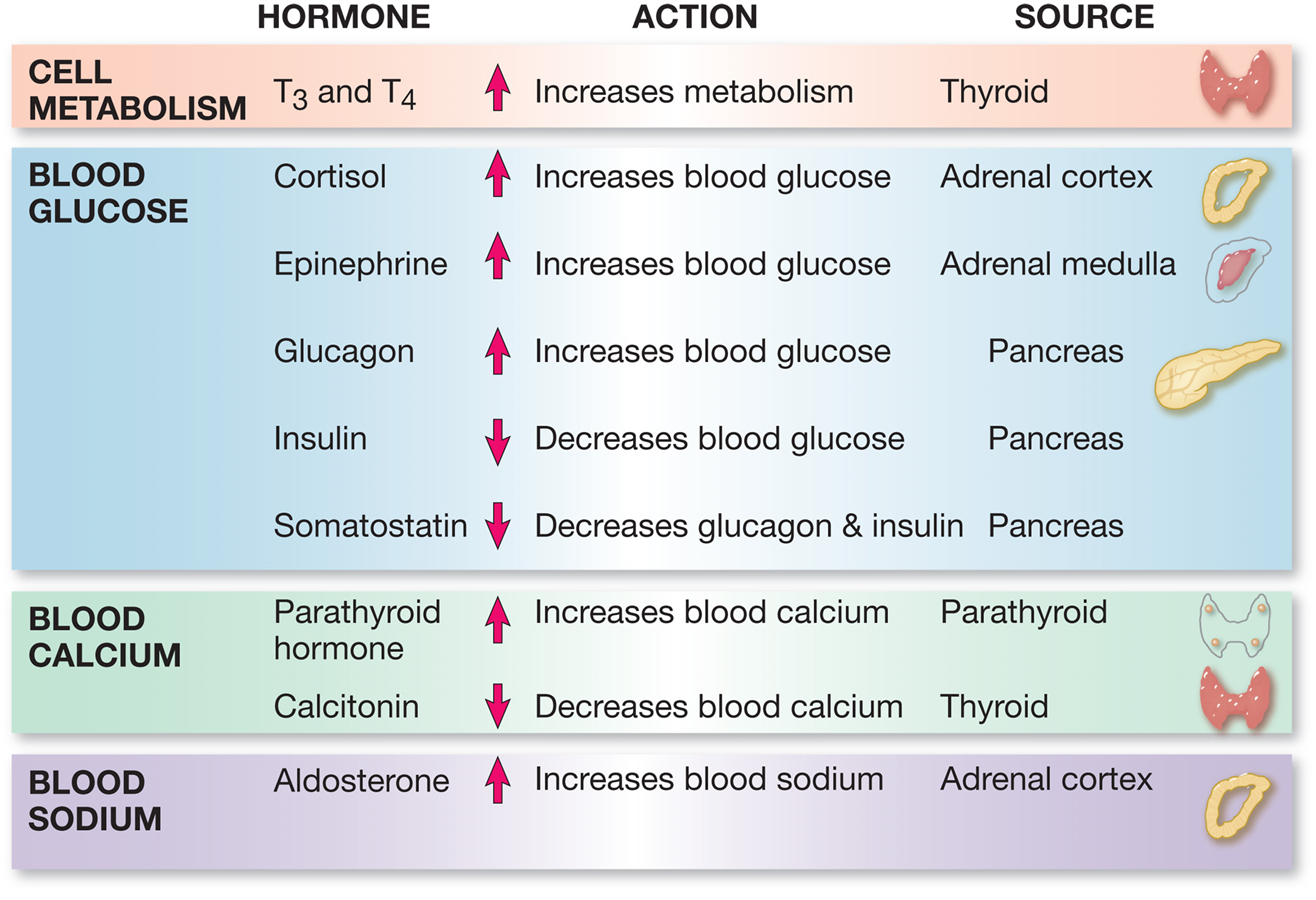 HORMONE ACTION SOURCE
CELL
METABOLISM
T₃ and T₄ Increases metabolism Thyroid
BLOOD
GLUCOSE
Cortisol Increases blood glucose Adrenal cortex
Epinephrine Increases blood glucose Adrenal medulla
Glucagon Increases blood glucose Pancreas
Insulin Decreases blood glucose Pancreas
Somatostatin Decreases glucagon & insulin Pancreas
BLOOD
CALCIUM
Parathyroid
hormone
Increases blood calcium Parathyroid
Calcitonin Decreases blood calcium Thyroid
BLOOD
SODIUM
Aldosterone Increases blood sodium Adrenal cortex